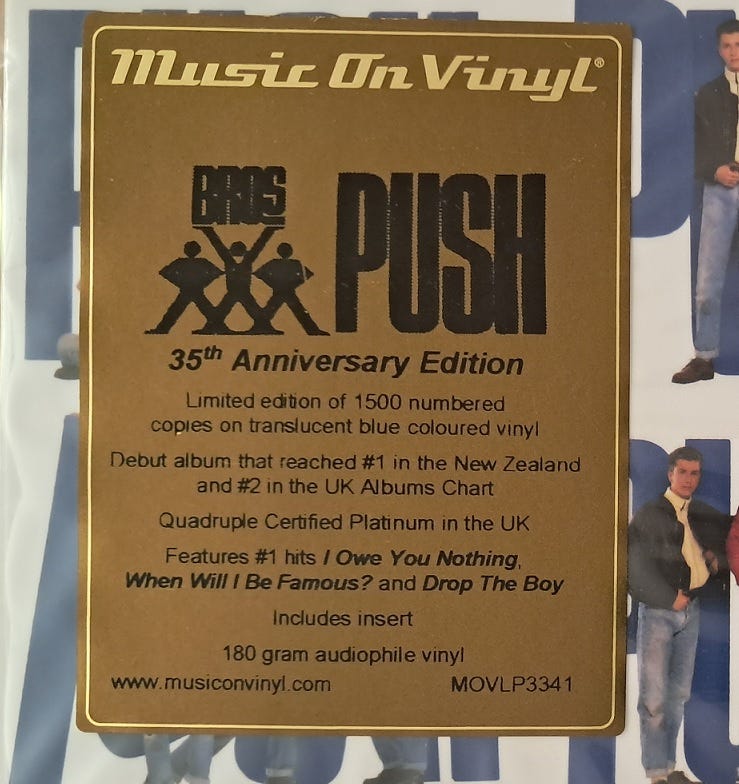 Music On Vinyl®
BROS PUSH
35th Anniversary Edition
Limited edition of 1500 numbered
copies on translucent blue coloured vinyl
Debut album that reached #1 in the New Zealand
and #2 in the UK Albums Chart
Quadruple Certified Platinum in the UK
Features #1 hits I Owe You Nothing,
When Will I Be Famous? and Drop The Boy
Includes insert
180 gram audiophile vinyl
www.musiconvinyl.com MOVLP3341